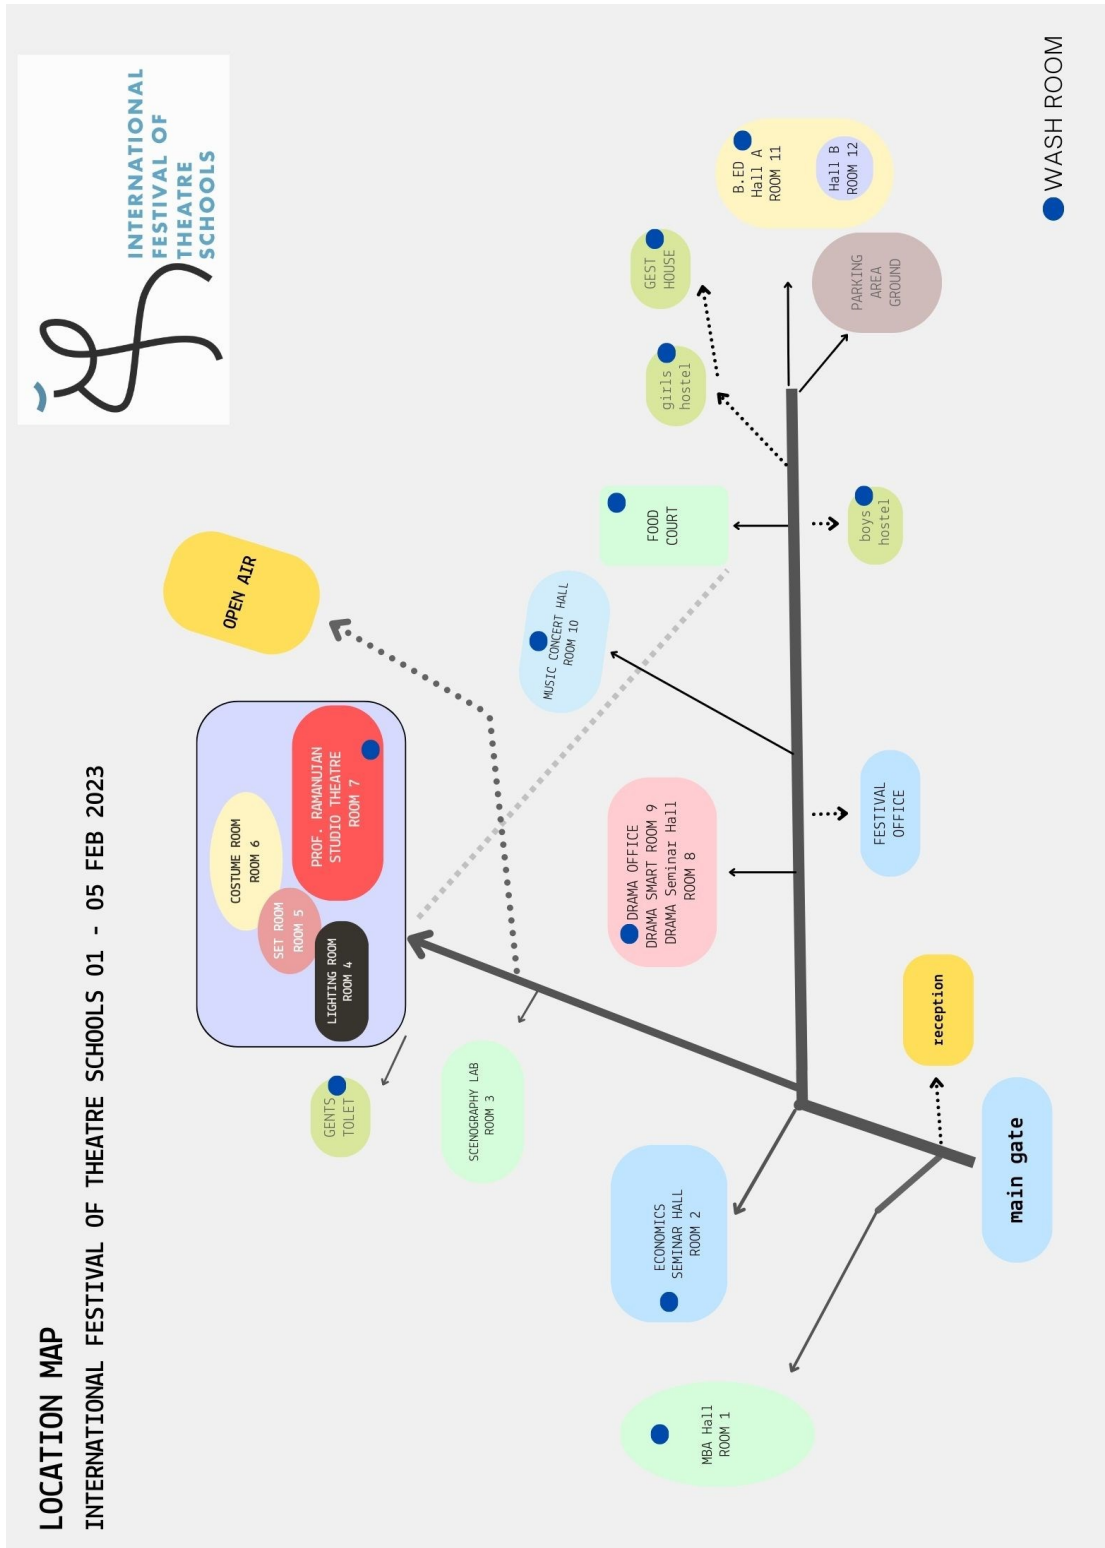 LOCATION MAP
INTERNATIONAL FESTIVAL OF THEATRE SCHOOLS 01 - 05 FEB 2023
INTERNATIONAL
FESTIVAL OF
THEATRE
SCHOOLS
OPEN AIR
COSTUME ROOM
ROOM 6
SET ROOM
ROOM 5
PROF. RAMANUJAN
STUDIO THEATRE
ROOM 7
LIGHTING ROOM
ROOM 4
GENTS
TOLET
SCENOGRAPHY LAB
ROOM 3
MUSIC CONCERT HALL
ROOM 10
FOOD
COURT
girls
hostel
GEST
HOUSE
B.ED
Hall A
ROOM 11
Hall B
ROOM 12
DRAMA OFFICE
DRAMA SMART ROOM 9
DRAMA Seminar Hall
ROOM 8
ECONOMICS
SEMINAR HALL
ROOM 2
MBA Hall
ROOM 1
PARKING
AREA
GROUND
boys
hostel
FESTIVAL
OFFICE
reception
main gate
WASH ROOM